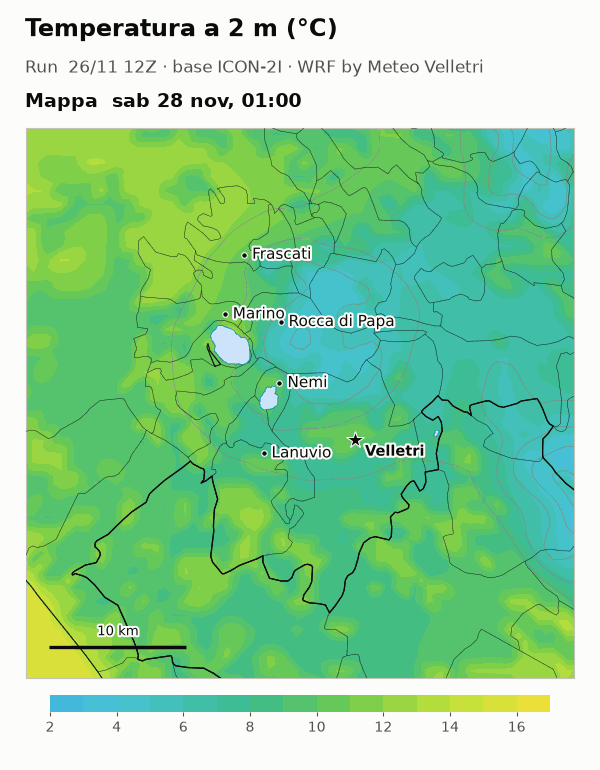 Temperatura a 2 m (°C)
Run  26/11 12Z · base ICON-2I · WRF by Meteo Velletri
Mappa  sab 28 nov, 01:00
Frascati
Marino
Rocca di Papa
Nemi
Velletri
Lanuvio
10 km
2 4 6 8 10 12 14 16